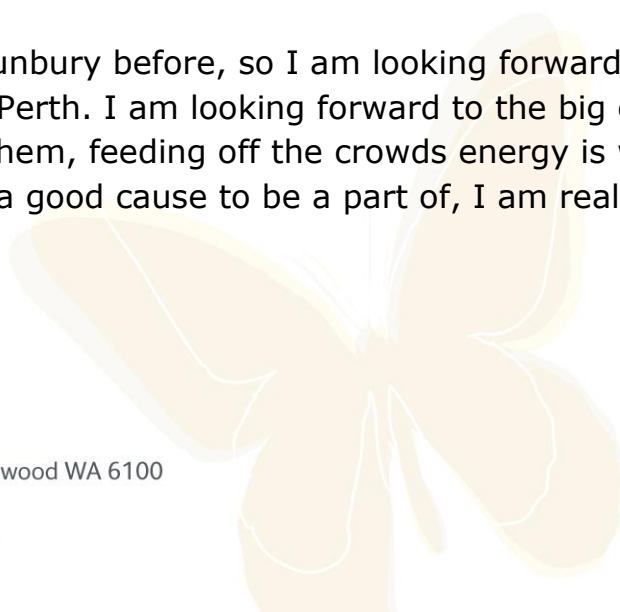 unbury before, so I am looking forward
Perth. I am looking forward to the big
hem, feeding off the crowds energy is
a good cause to be a part of, I am real
wood WA 6100